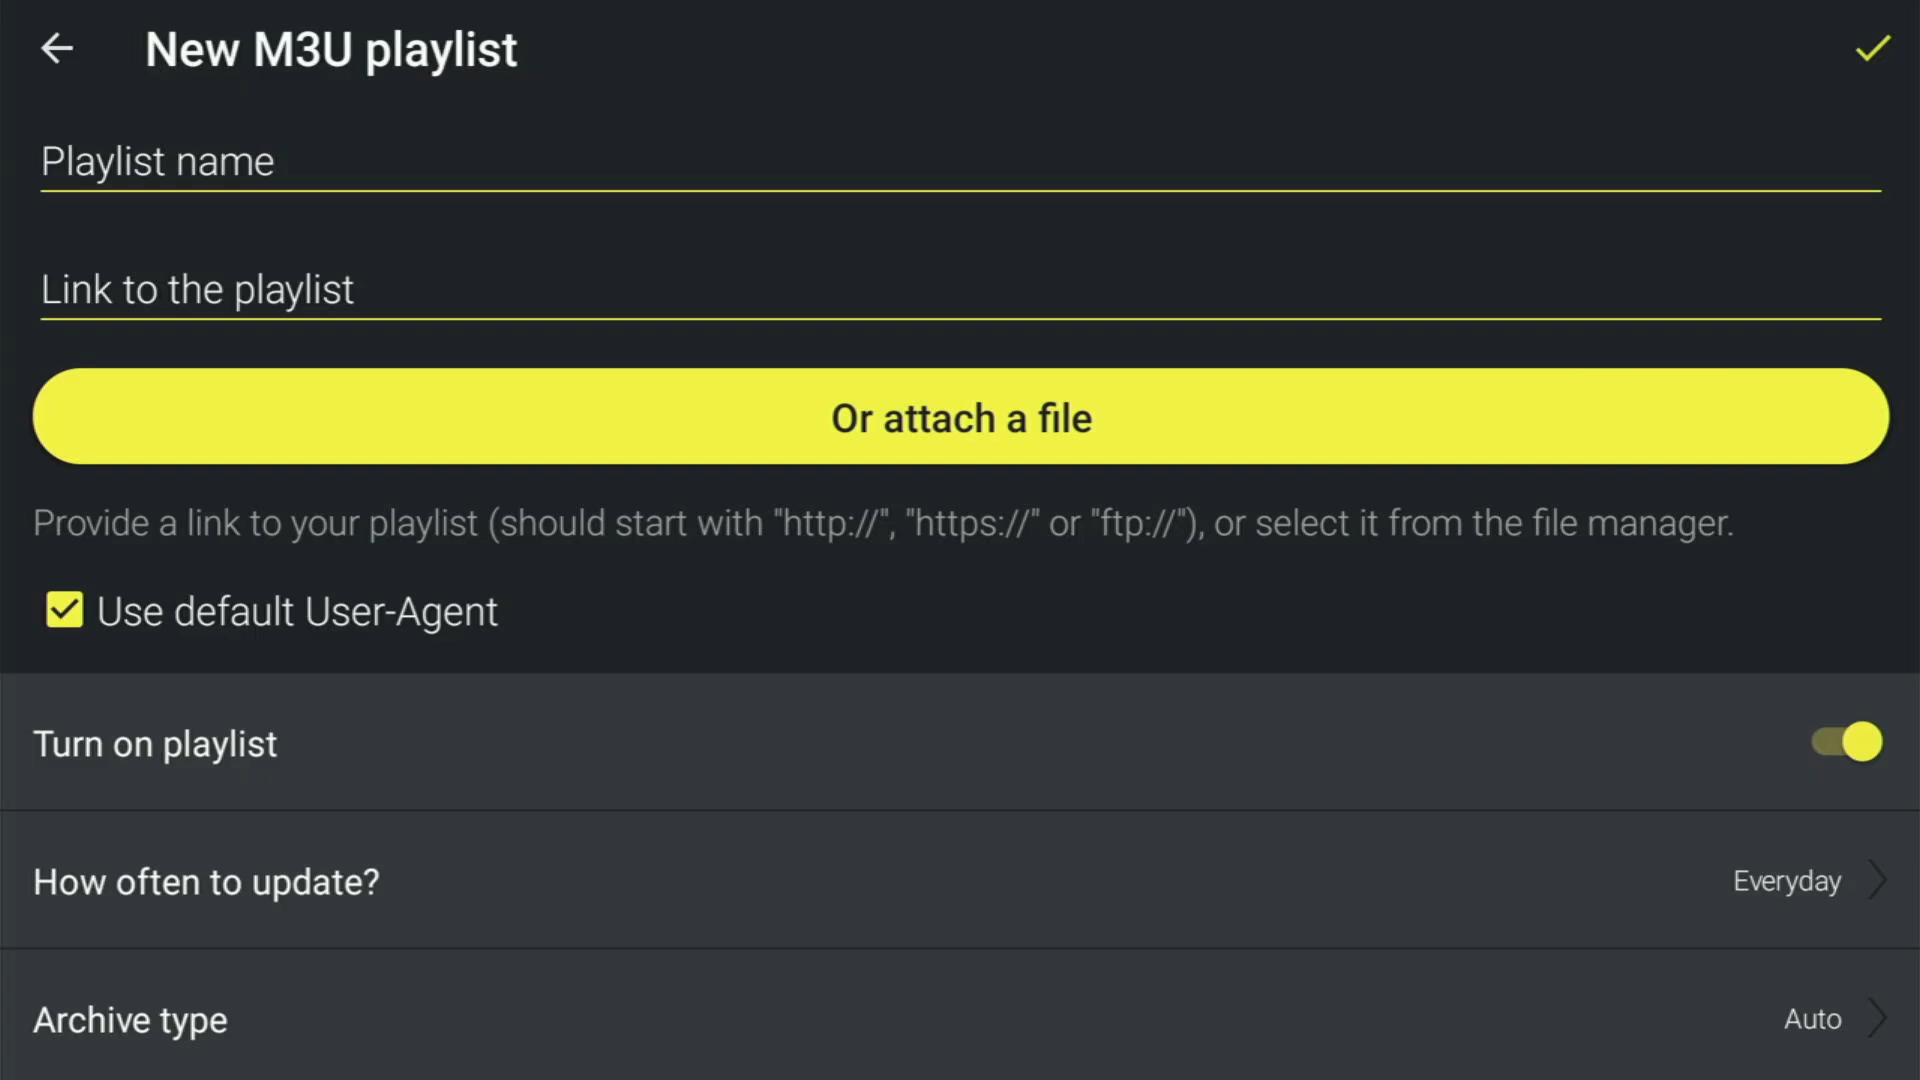 New M3U playlist
Playlist name
Link to the playlist
Or attach a file
Provide a link to your playlist (should start with "http://", "https://" or "ftp://"), or select it from the file manager.
Use default User-Agent
Turn on playlist
How often to update? Everyday
Archive type Auto